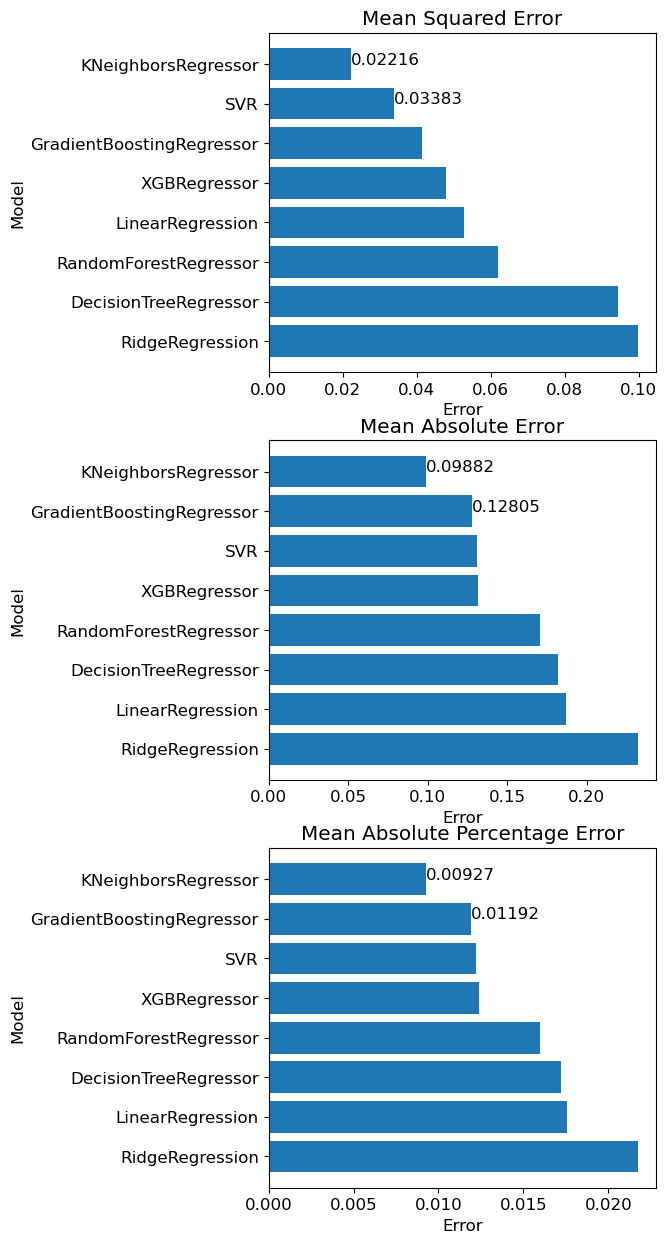 Mean Squared Error
KNeighborsRegressor
0.02216
SVR
0.03383
GradientBoostingRegressor
XGBRegressor
LinearRegression
RandomForestRegressor
DecisionTreeRegressor
RidgeRegression
Model
0.00 0.02 0.04 0.06 0.08 0.10
Error
Mean Absolute Error
KNeighborsRegressor
0.09882
GradientBoostingRegressor
0.12805
SVR
XGBRegressor
RandomForestRegressor
DecisionTreeRegressor
LinearRegression
RidgeRegression
Model
0.00 0.05 0.10 0.15 0.20
Error
Mean Absolute Percentage Error
KNeighborsRegressor
0.00927
GradientBoostingRegressor
0.01192
SVR
XGBRegressor
RandomForestRegressor
DecisionTreeRegressor
LinearRegression
RidgeRegression
Model
0.000 0.005 0.010 0.015 0.020
Error